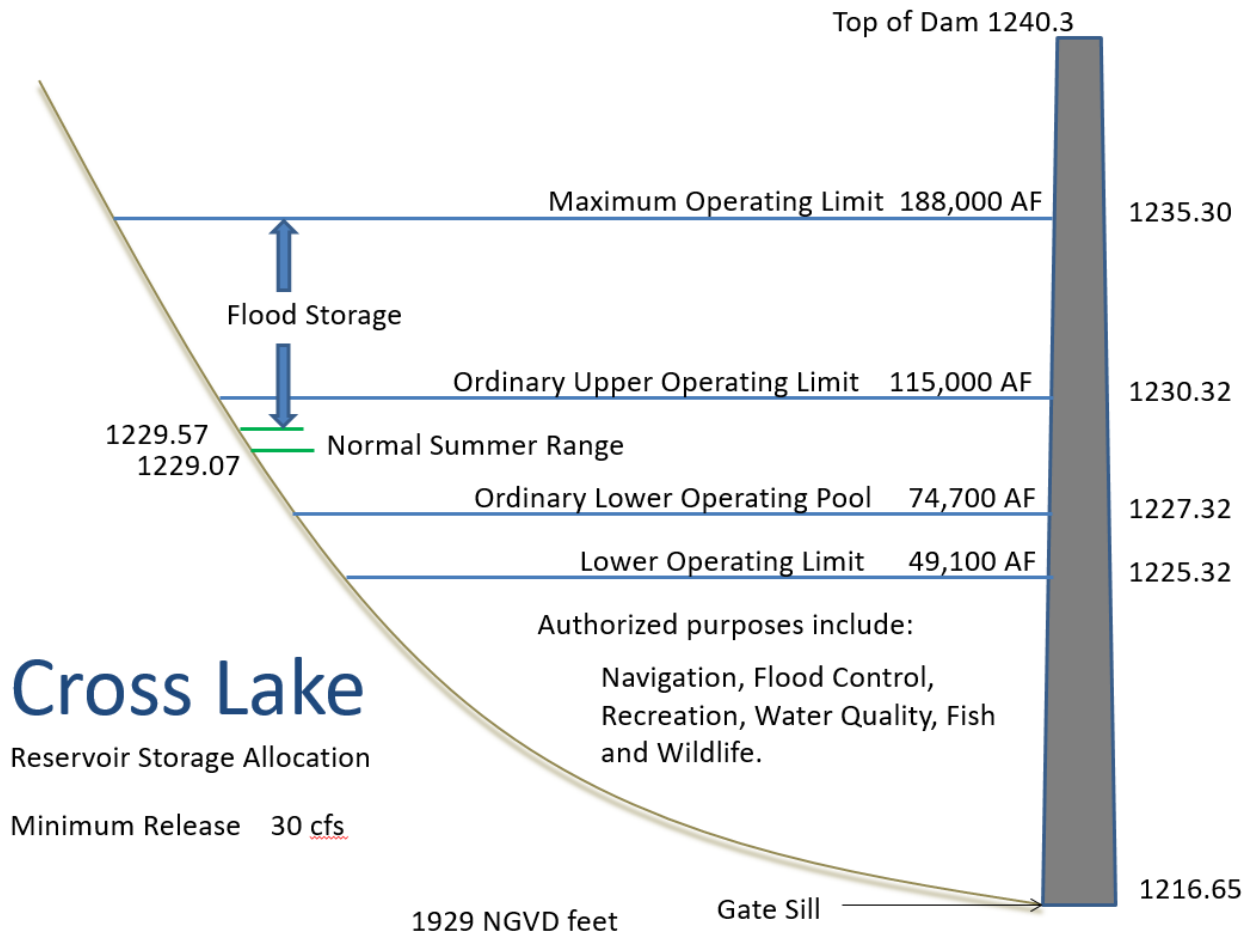 Top of Dam 1240.3
Maximum Operating Limit 188,000 AF
1235.30
Flood Storage
Ordinary Upper Operating Limit 115,000 AF
1230.32
1229.57
Normal Summer Range
1229.07
Ordinary Lower Operating Pool 74,700 AF
1227.32
Lower Operating Limit 49,100 AF
1225.32
Authorized purposes include:
Navigation, Flood Control,
Recreation, Water Quality, Fish
and Wildlife.
Cross Lake
Reservoir Storage Allocation
Minimum Release 30 cfs
1216.65
Gate Sill
1929 NGVD feet